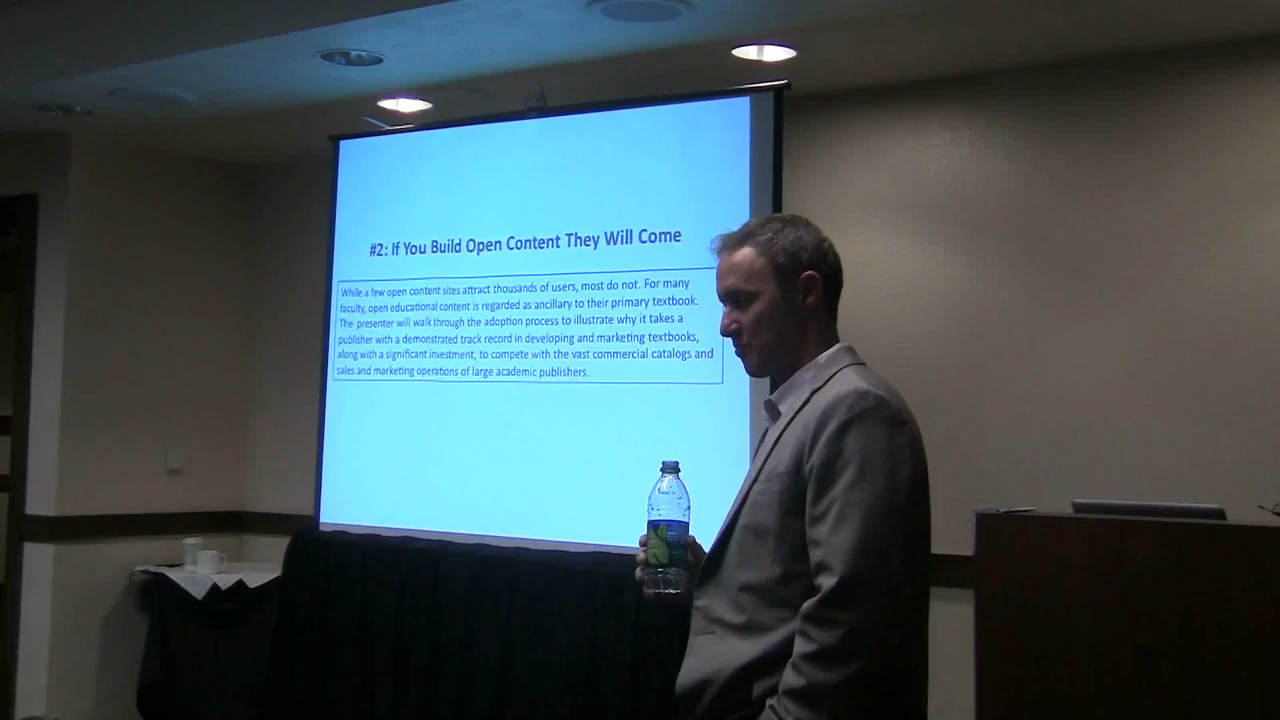 #2: If You Build Open Content They Will Come
While a few open content sites attract thousands of users, most do not. For many
faculty, open educational content is regarded as ancillary to their primary textbook.
The presenter will walk through the adoption process to illustrate why it takes a
publisher with a demonstrated track record in developing and marketing textbooks,
along with a significant investment, to compete with the vast commercial catalogs and
sales and marketing operations of large academic publishers.